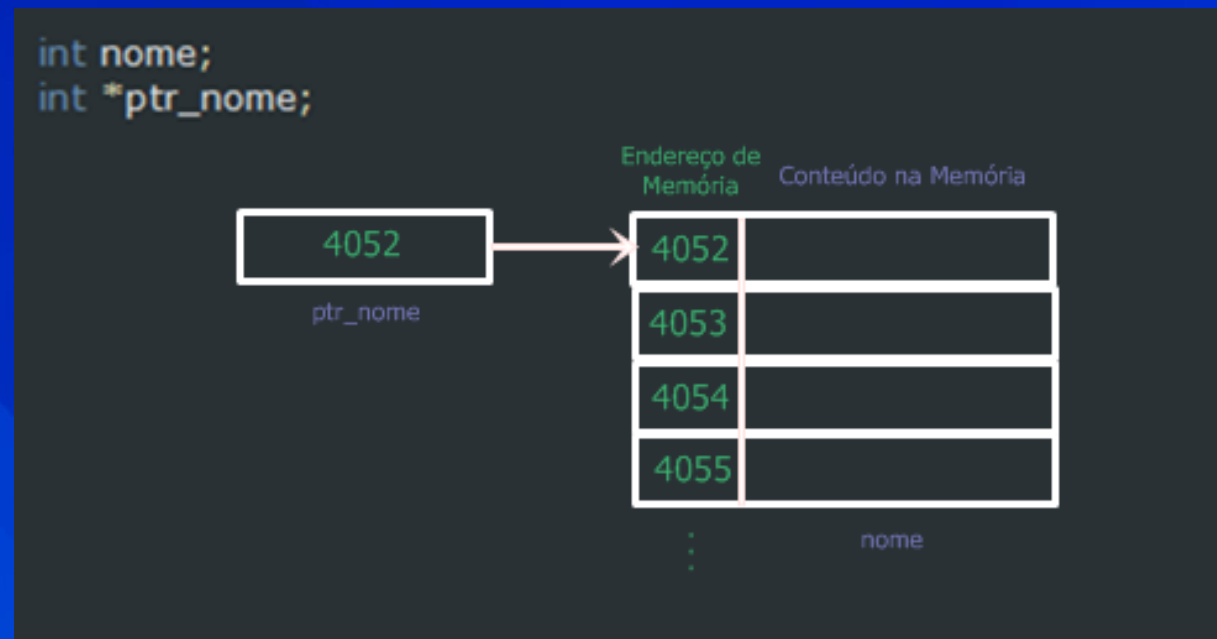 int nome;
int *ptr_nome;
Endereço de
Memória
Conteúdo na Memória
4052
ptr_nome
4052
4053
4054
4055
nome